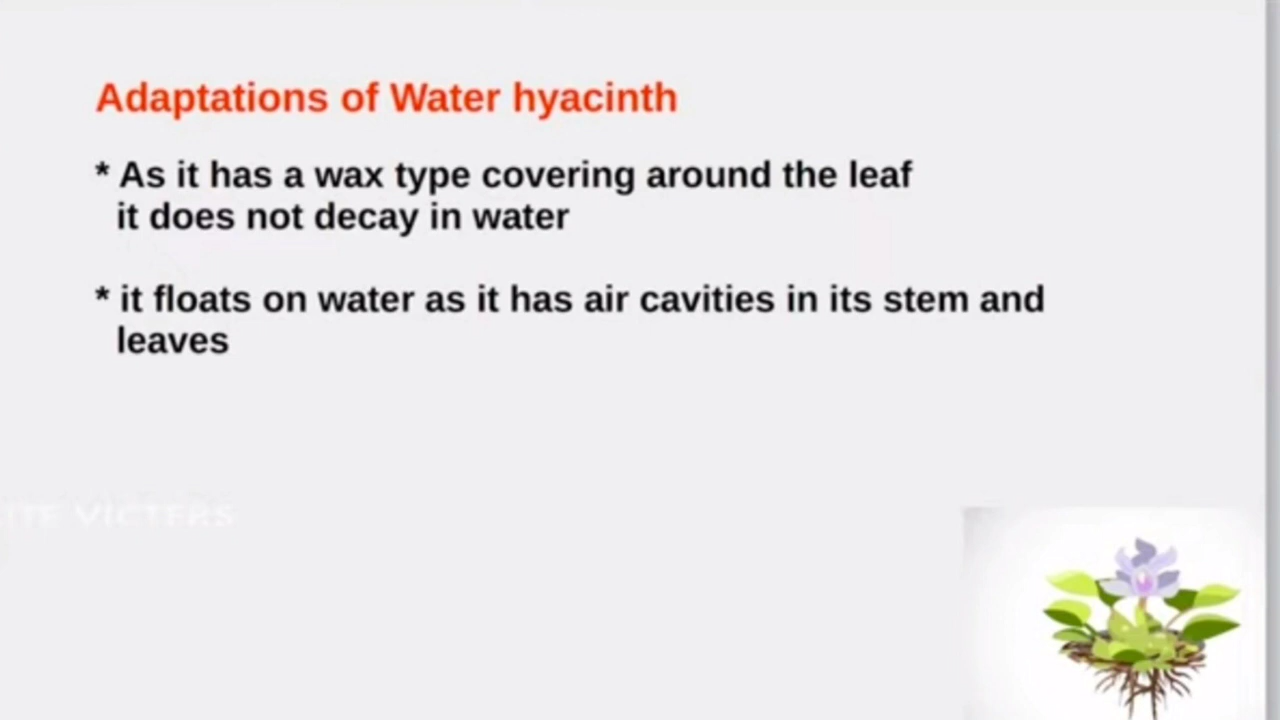 Adaptations of Water hyacinth
* As it has a wax type covering around the leaf
it does not decay in water
* it floats on water as it has air cavities in its stem and
leaves
VICTERS